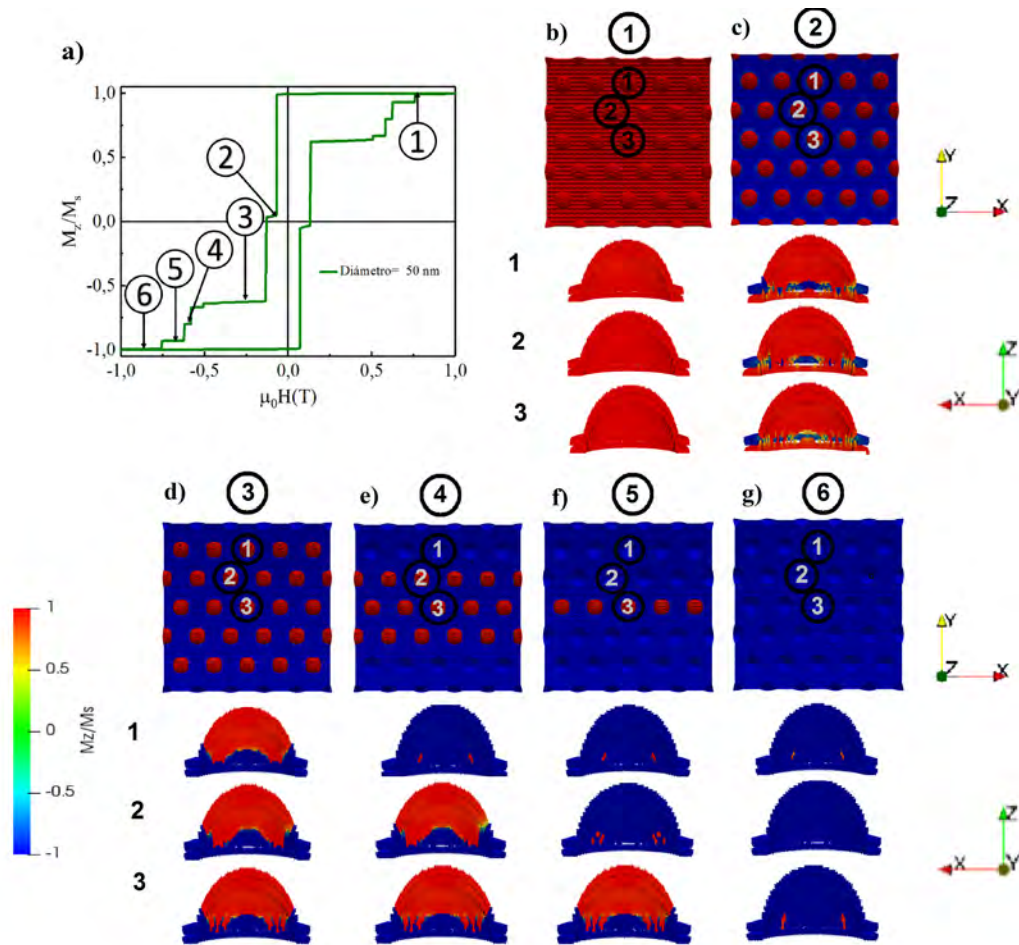 a)
1,0
0,5
0,0
-0,5
-1,0
Mz/Ms
-1,0 -0,5 0,0 0,5 1,0
μ0H(T)
Diámetro= 50 nm
1
2
3
4
5
6
b) 1
1
2
3
c) 2
1
2
3
Y
Z X
1
2
3
Z
X Y
d) 3
1
2
3
e) 4
1
2
3
f) 5
1
2
3
g) 6
1
2
3
Y
Z X
1
0.5
0
-0.5
-1
Mz/Ms
1
2
3
Z
X Y